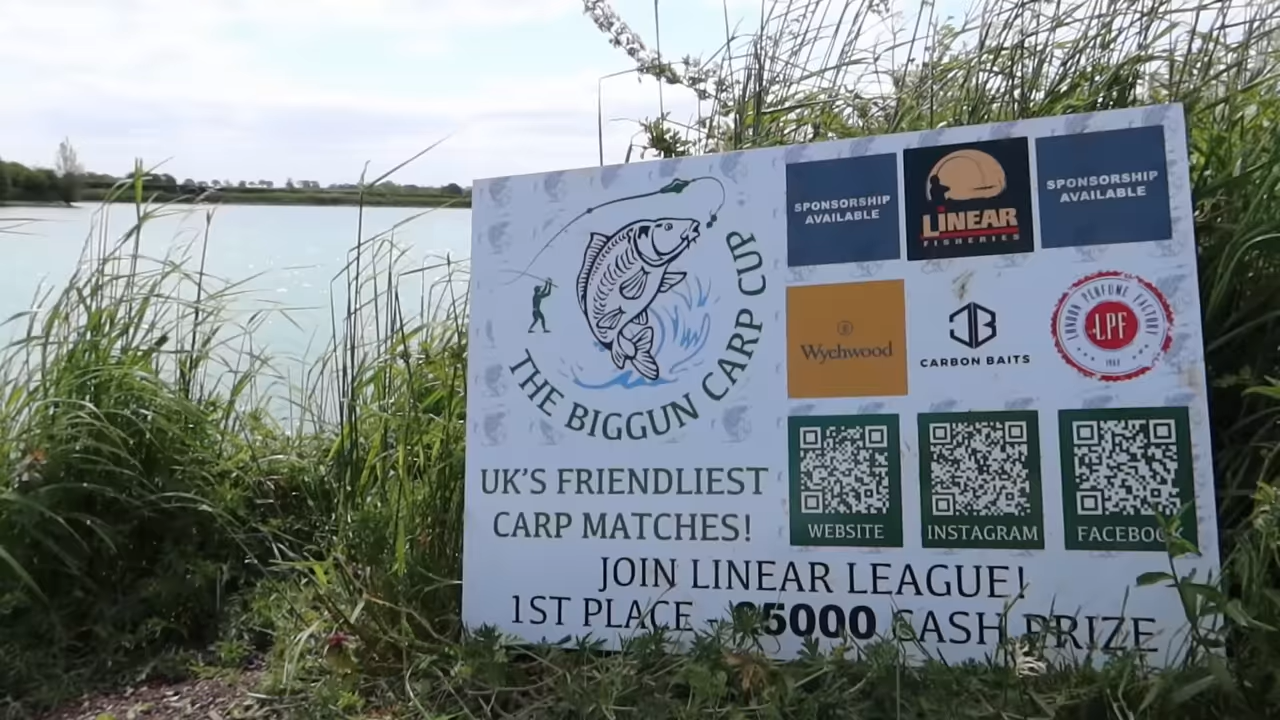 THE BIGGUN CARP CUP
UK'S FRIENDLIEST
CARP MATCHES!
SPONSORSHIP
AVAILABLE
LINEAR
FISHERIES
SPONSORSHIP
AVAILABLE
Wychwood
CARBON BAITS
LONDON PERFUME FACTORY
LPF
WEBSITE
INSTAGRAM
FACEBOO
JOIN LINEAR LEAGUE!
1ST PLACE - 5000 CASH PRIZE